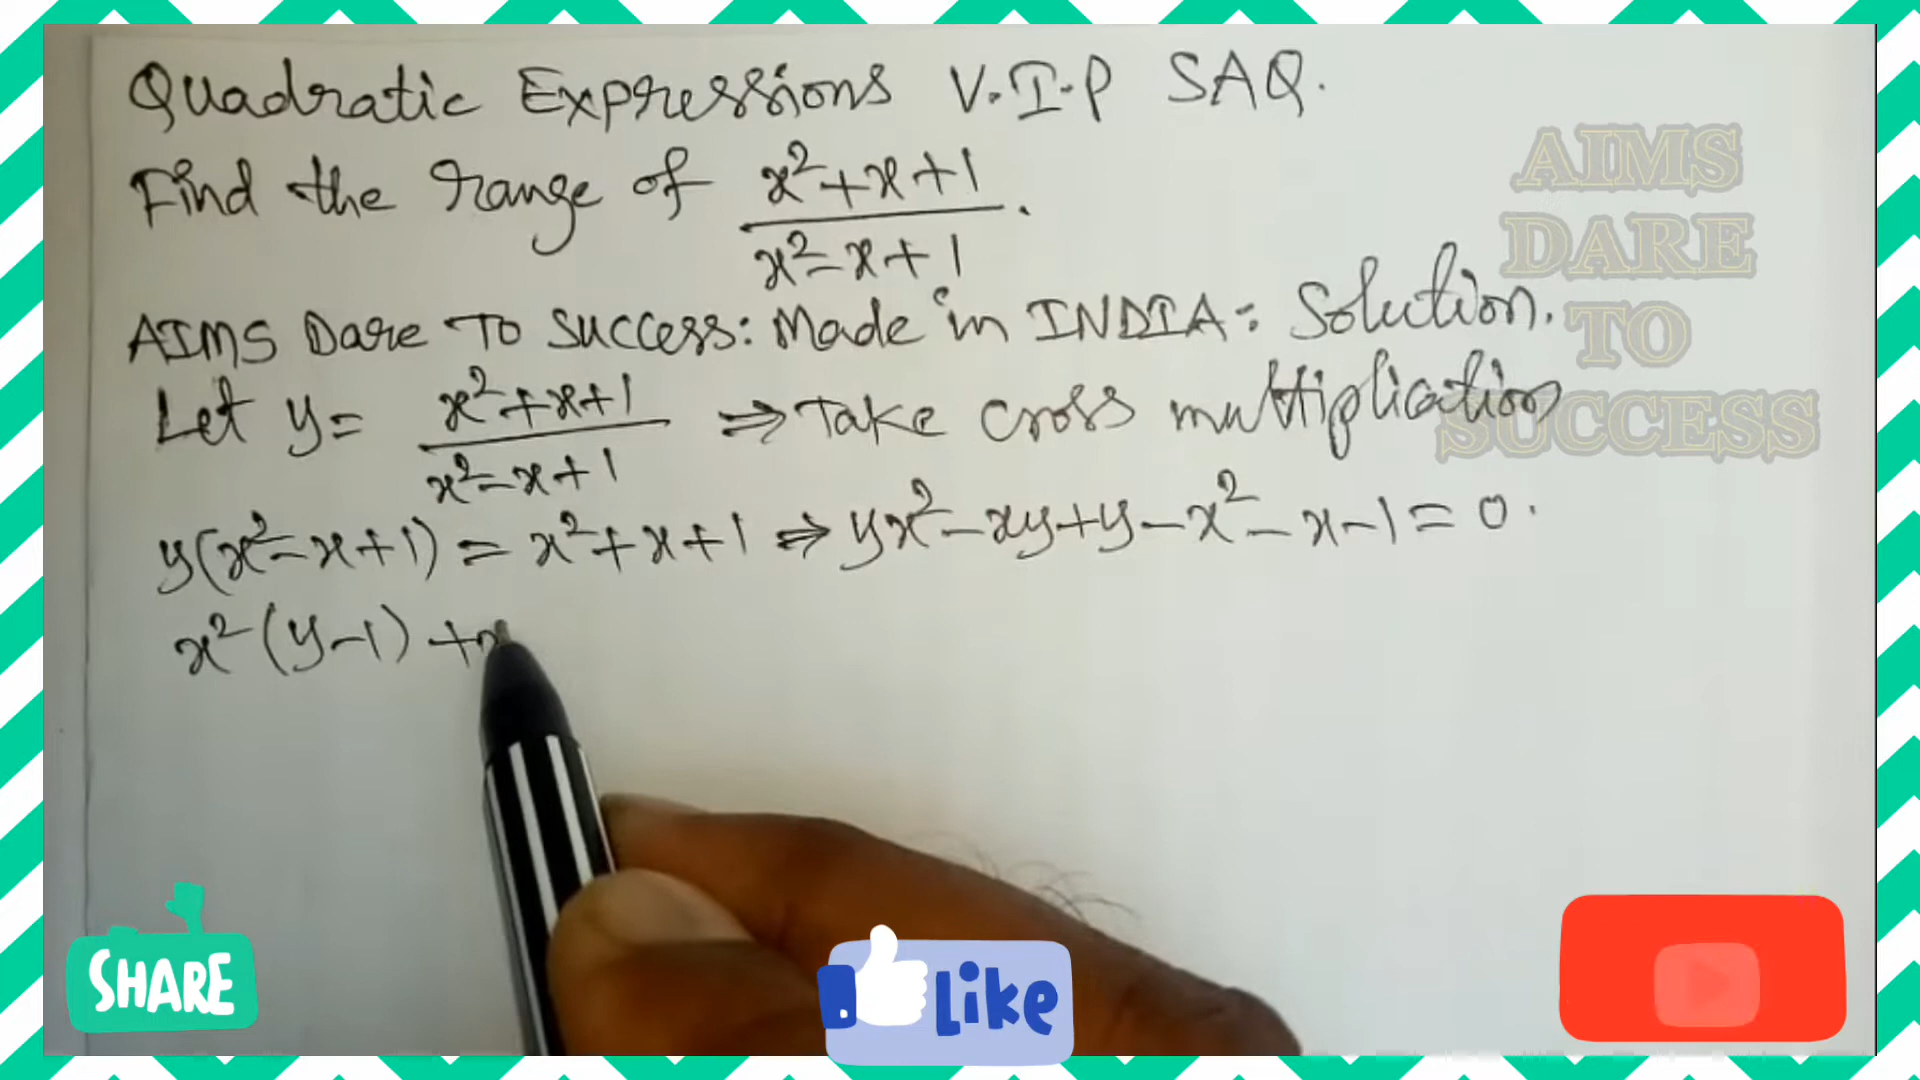 Quadratic Expressions V.I.P SAQ.
Find the range of (x²+x+1)/(x²-x+1).
AIMS Dare To Success: Made in INDIA: Solution.
Let y = (x²+x+1)/(x²-x+1) ⇒ Take cross multiplication
y(x²-x+1) = x²+x+1 ⇒ yx²-xy+y-x²-x-1=0.
x²(y-1)+x
AIMS
DARE
TO
SUCCESS
SHARE
Like